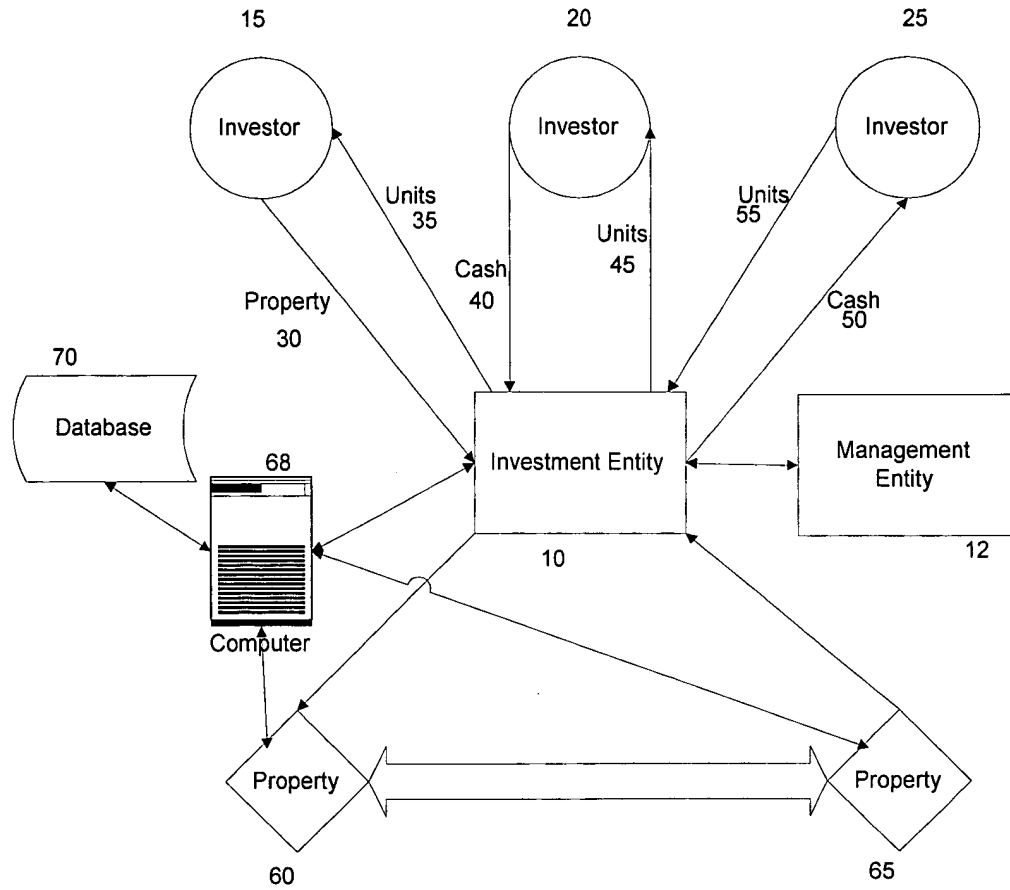 15
20
25
Investor
Investor
Investor
Units
35
Units
55
Units
45
Cash
40
Property
30
Cash
50
70
Database
68
Investment Entity
Management
Entity
10
12
Computer
Property
Property
60
65